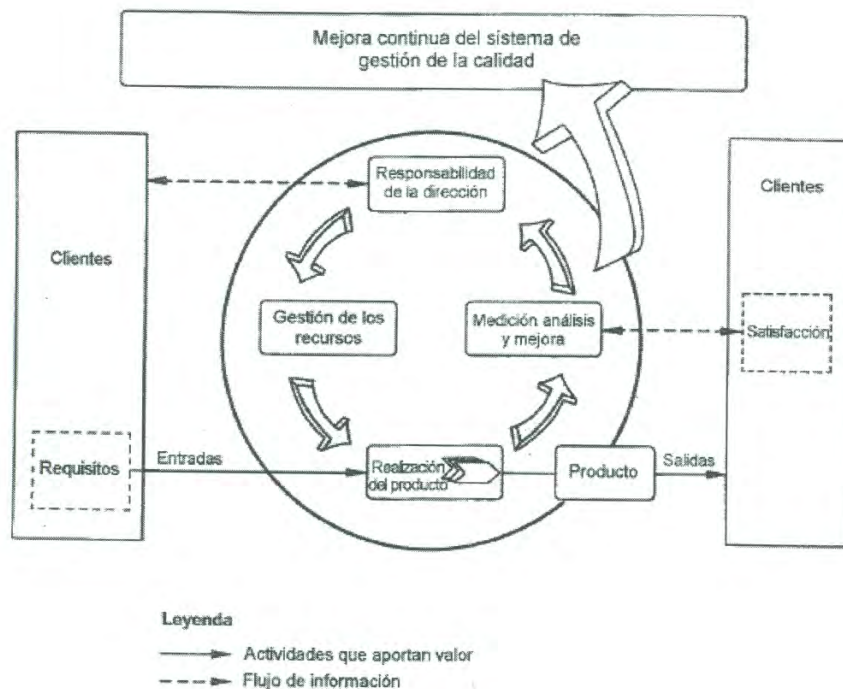 Mejora continua del sistema de
gestión de la calidad
Responsabilidad
de la dirección
Clientes
Clientes
Gestión de los
recursos
Medición análisis
y mejora
Satisfacción
Requisitos
Entradas
Realización
del producto
Producto
Salidas
Leyenda
Actividades que aportan valor
Flujo de información